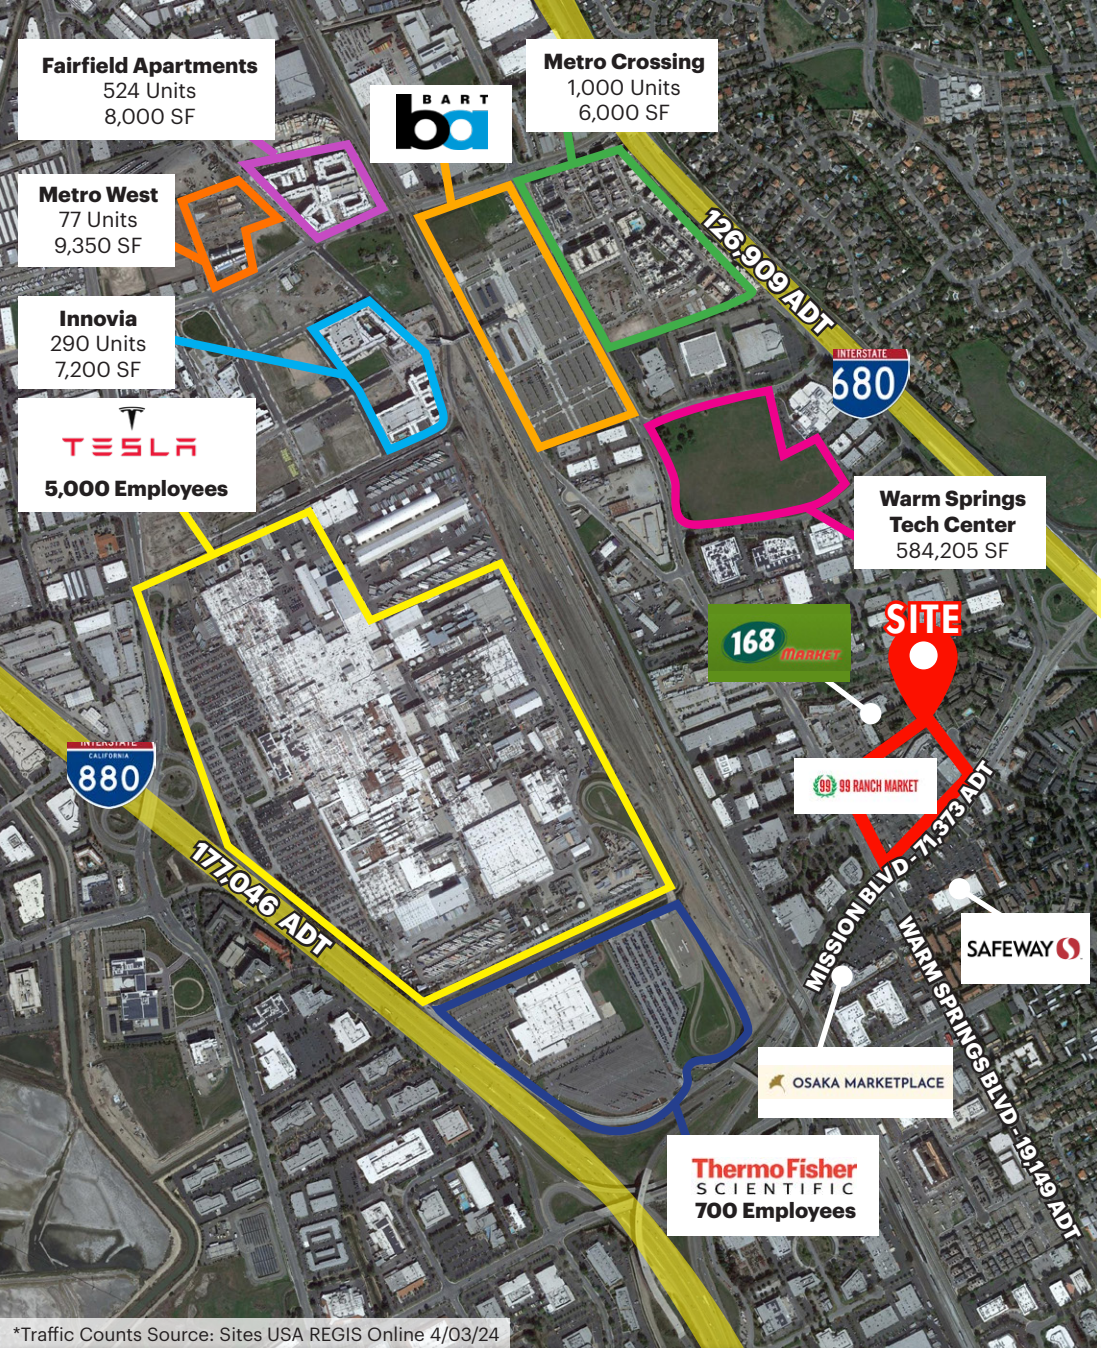 Fairfield Apartments
524 Units
8,000 SF
BART
ba
Metro Crossing
1,000 Units
6,000 SF
Metro West
77 Units
9,350 SF
126,909 ADT
Innovia
290 Units
7,200 SF
INTERSTATE
680
TESLA
5,000 Employees
Warm Springs
Tech Center
584,205 SF
168
MARKET
SITE
INTERSTATE
CALIFORNIA
880
99
99 RANCH MARKET
177,046 ADT
MISSION BLVD - 71,373 ADT
SAFEWAY
WARM SPRINGS BLVD - 19,149 ADT
OSAKA MARKETPLACE
ThermoFisher
SCIENTIFIC
700 Employees
*Traffic Counts Source: Sites USA REGIS Online 4/03/24